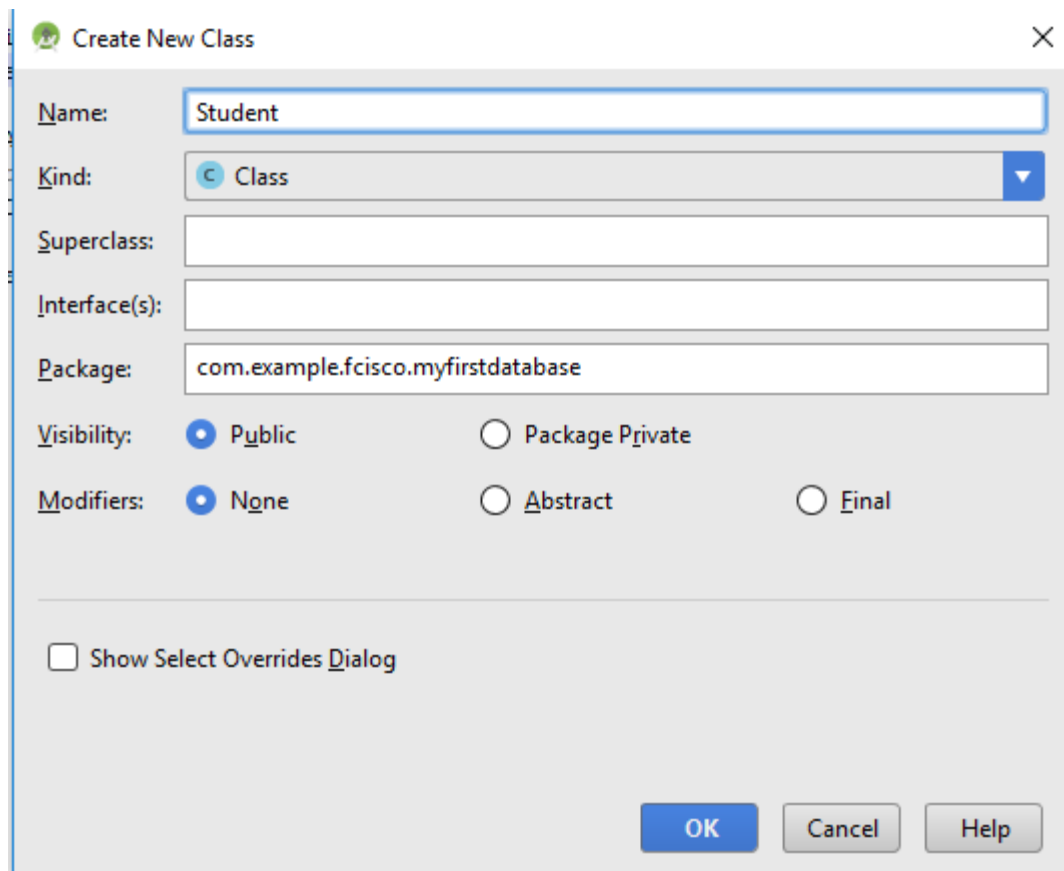 Create New Class
Name: Student
Kind: C Class
Superclass:
Interface(s):
Package: com.example.fcisco.myfirstdatabase
Visibility: Public Package Private
Modifiers: None Abstract Final
Show Select Overrides Dialog
OK Cancel Help